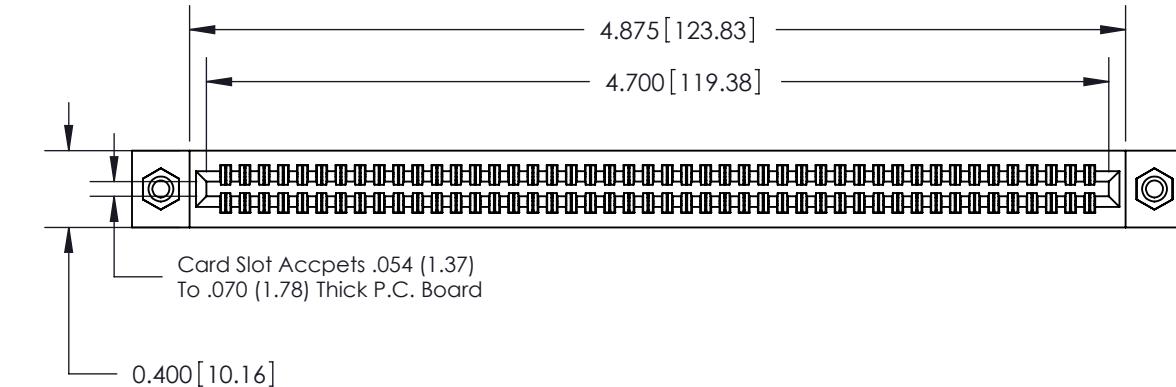 4.875[123.83]
4.700[119.38]
Card Slot Accpets .054 (1.37)
To .070 (1.78) Thick P.C. Board
0.400[10.16]